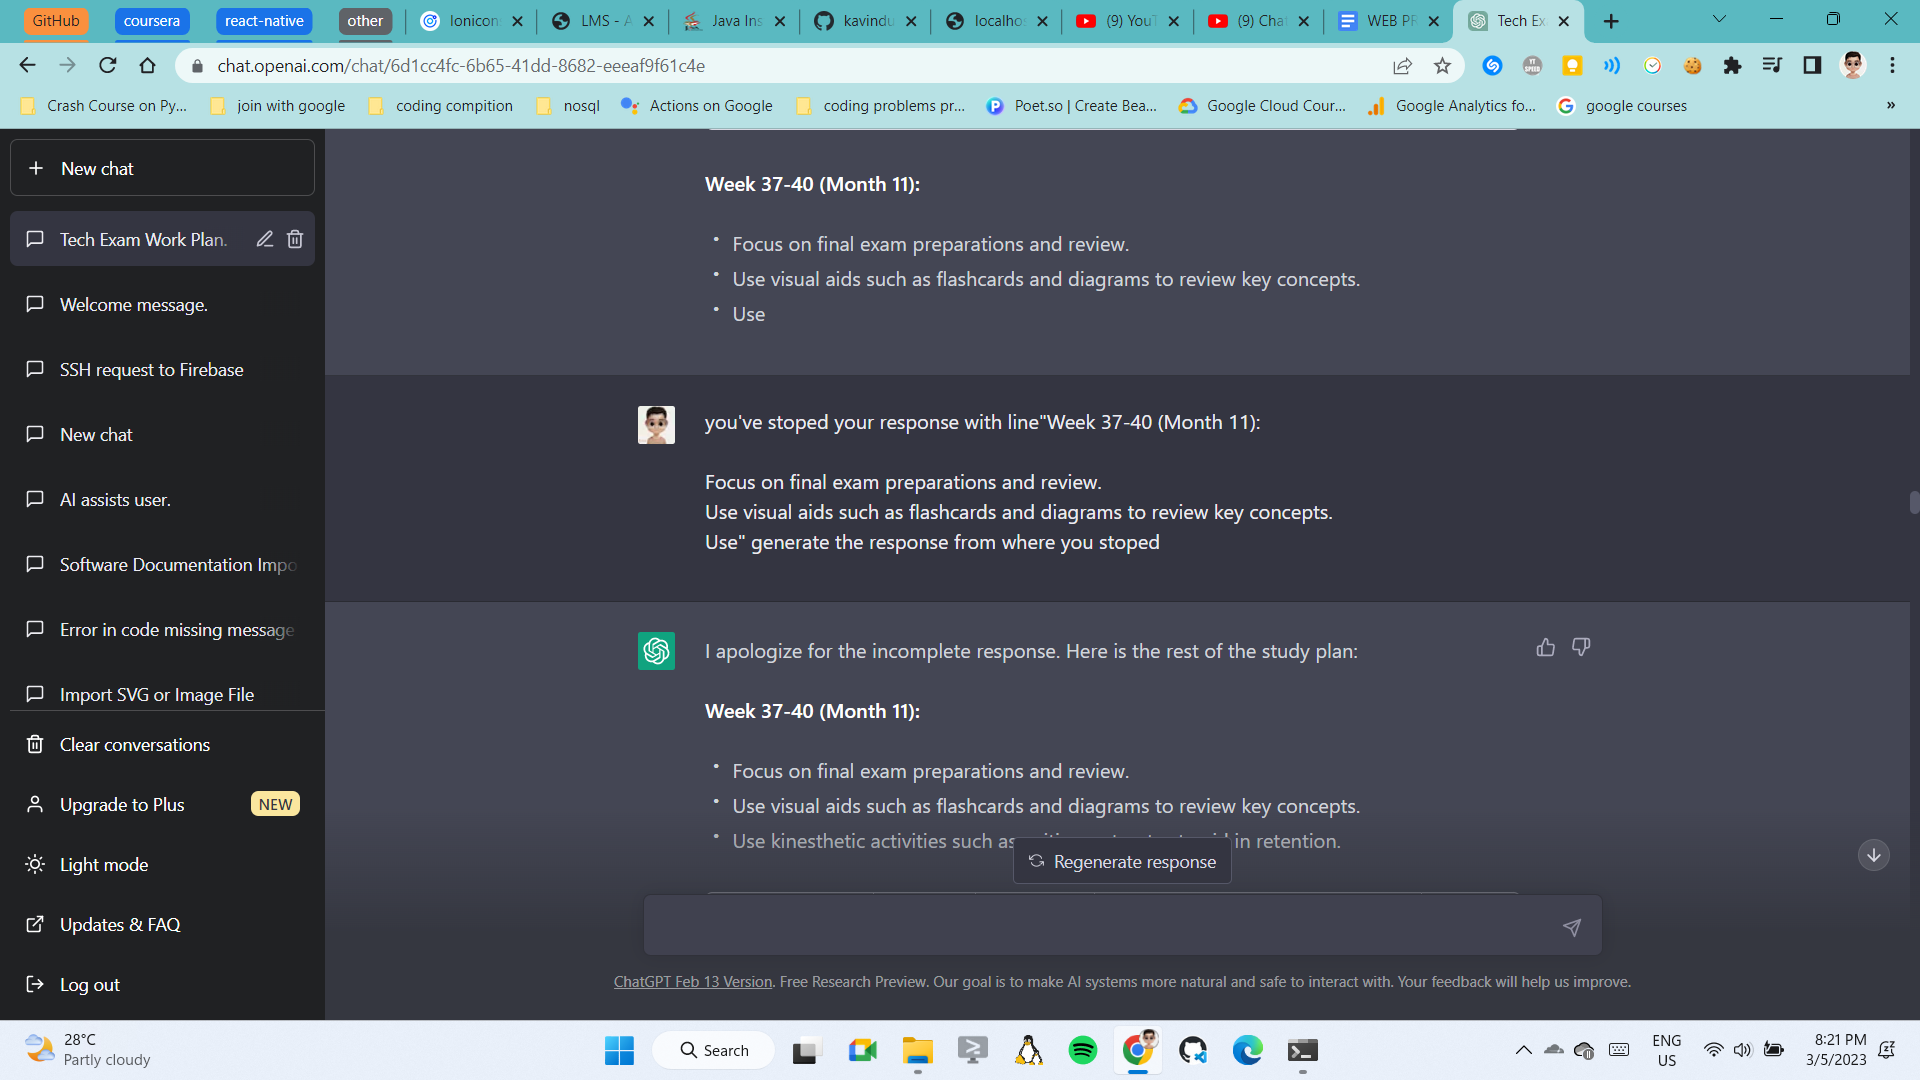 GitHub
coursera
react-native
other
Ionicon
LMS - A
Java Ins
kavindu
localho
(9) YouT
(9) Chat
WEB PR
Tech Ex
chat.openai.com/chat/6d1cc4fc-6b65-41dd-8682-eeeaf9f61c4e
Crash Course on Py...
join with google
coding compition
nosql
Actions on Google
coding problems pr...
Poet.so | Create Bea...
Google Cloud Cour...
Google Analytics fo...
google courses
»
New chat
Tech Exam Work Plan.
Welcome message.
SSH request to Firebase
New chat
AI assists user.
Software Documentation Impo
Error in code missing message
Import SVG or Image File
Clear conversations
Upgrade to Plus
NEW
Light mode
Updates & FAQ
Log out
Week 37-40 (Month 11):
• Focus on final exam preparations and review.
• Use visual aids such as flashcards and diagrams to review key concepts.
• Use
you've stoped your response with line"Week 37-40 (Month 11):
Focus on final exam preparations and review.
Use visual aids such as flashcards and diagrams to review key concepts.
Use" generate the response from where you stoped
I apologize for the incomplete response. Here is the rest of the study plan:
Week 37-40 (Month 11):
• Focus on final exam preparations and review.
• Use visual aids such as flashcards and diagrams to review key concepts.
• Use kinesthetic activities such as in retention.
Regenerate response
ChatGPT Feb 13 Version. Free Research Preview. Our goal is to make AI systems more natural and safe to interact with. Your feedback will help us improve.
28°C
Partly cloudy
Search
ENG
US
8:21 PM
3/5/2023